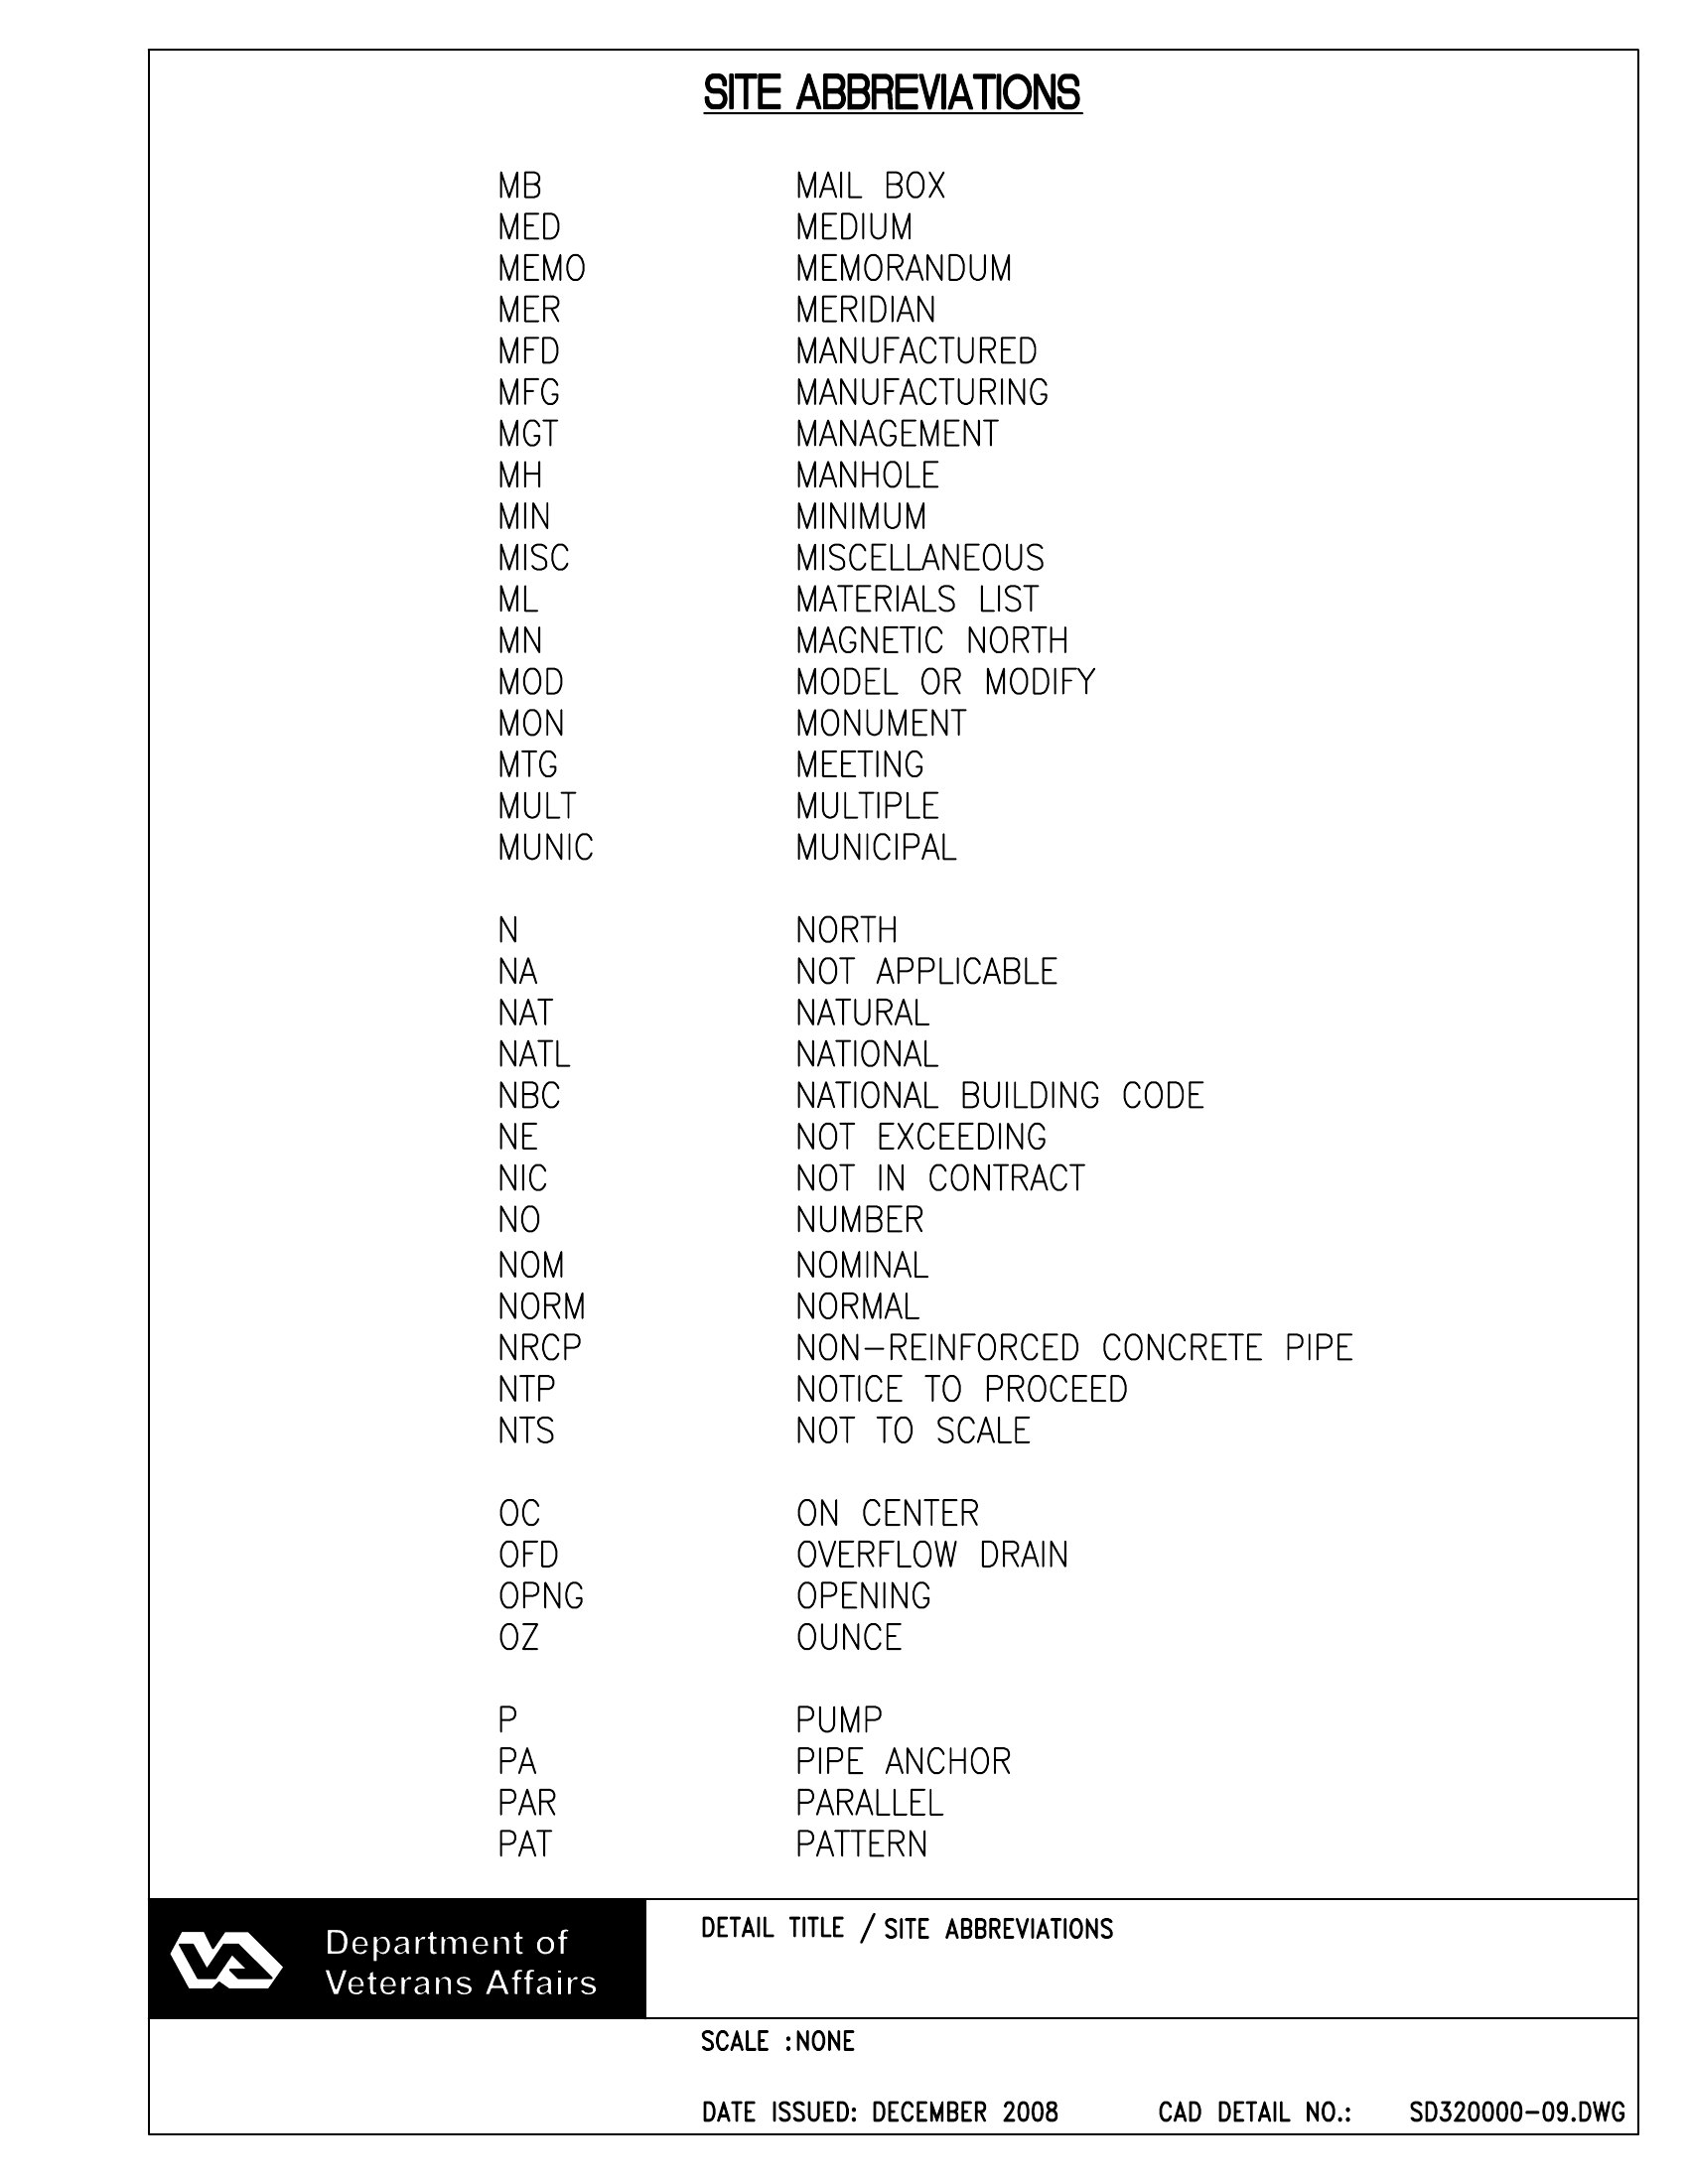 SITE ABBREVIATIONS
MB MAIL BOX
MED MEDIUM
MEMO MEMORANDUM
MER MERIDIAN
MFD MANUFACTURED
MFG MANUFACTURING
MGT MANAGEMENT
MH MANHOLE
MIN MINIMUM
MISC MISCELLANEOUS
ML MATERIALS LIST
MN MAGNETIC NORTH
MOD MODEL OR MODIFY
MON MONUMENT
MTG MEETING
MULT MULTIPLE
MUNIC MUNICIPAL
N NORTH
NA NOT APPLICABLE
NAT NATURAL
NATL NATIONAL
NBC NATIONAL BUILDING CODE
NE NOT EXCEEDING
NIC NOT IN CONTRACT
NO NUMBER
NOM NOMINAL
NORM NORMAL
NRCP NON-REINFORCED CONCRETE PIPE
NTP NOTICE TO PROCEED
NTS NOT TO SCALE
OC ON CENTER
OFD OVERFLOW DRAIN
OPNG OPENING
OZ OUNCE
P PUMP
PA PIPE ANCHOR
PAR PARALLEL
PAT PATTERN
Department of
Veterans Affairs
DETAIL TITLE / SITE ABBREVIATIONS
SCALE :NONE
DATE ISSUED: DECEMBER 2008 CAD DETAIL NO.: SD320000-09.DWG